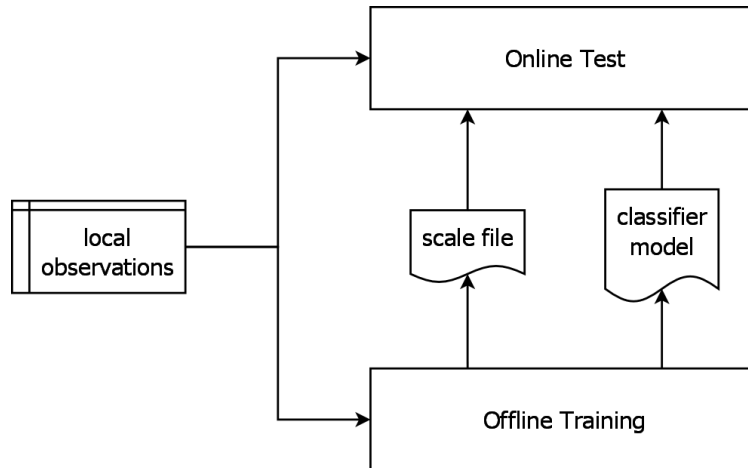 Online Test
local
observations
scale file
classifier
model
Offline Training